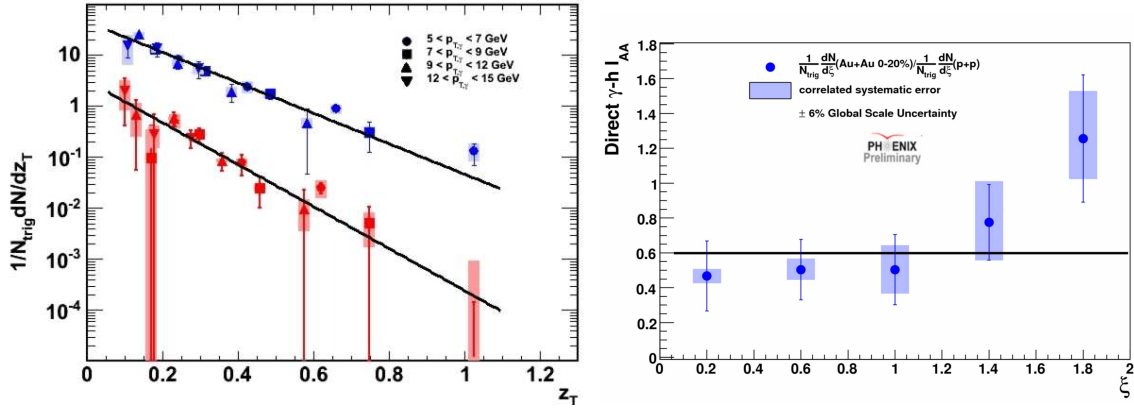 1/N_trig dN/dz_T
10
1
10^-1
10^-2
10^-3
10^-4
5 < p_T,γ < 7 GeV
7 < p_T,γ < 9 GeV
9 < p_T,γ < 12 GeV
12 < p_T,γ < 15 GeV
0 0.2 0.4 0.6 0.8 1 1.2
z_T
Direct γ-h I_AA
1.8
1.6
1.4
1.2
1
0.8
0.6
0.4
0.2
0
1/N_trig dN/dξ (Au+Au 0-20%)/ 1/N_trig dN/dξ (p+p)
correlated systematic error
± 6% Global Scale Uncertainty
PHENIX
Preliminary
0 0.2 0.4 0.6 0.8 1.0 1.2 1.4 1.6 1.8 2
ξ